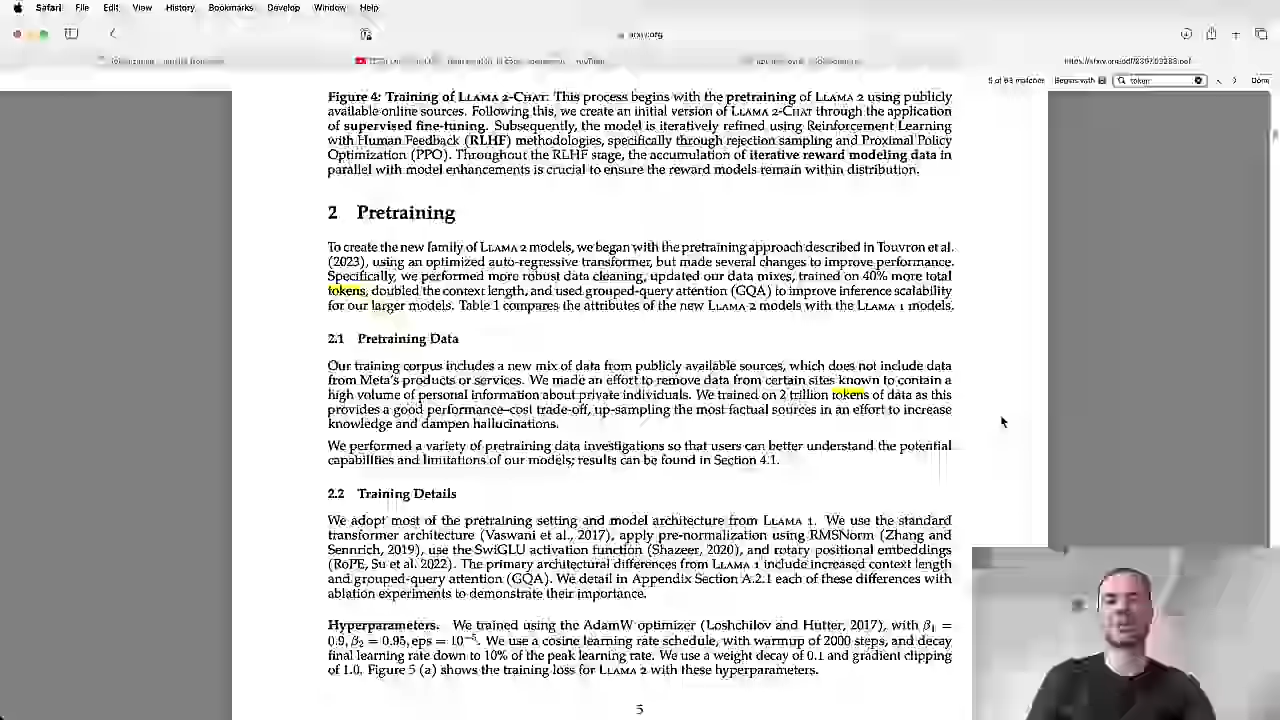 Safari File Edit View History Bookmarks Develop Window Help
arxiv.org
YouTube
5 of 63 matches Begins with token Done
Figure 4: Training of LLAMA 2-CHAT. This process begins with the pretraining of LLAMA 2 using publicly
available online sources. Following this, we create an initial version of LLAMA 2-CHAT through the application
of supervised fine-tuning. Subsequently, the model is iteratively refined using Reinforcement Learning
with Human Feedback (RLHF) methodologies, specifically through rejection sampling and Proximal Policy
Optimization (PPO). Throughout the RLHF stage, the accumulation of iterative reward modeling data in
parallel with model enhancements is crucial to ensure the reward models remain within distribution.
2 Pretraining
To create the new family of LLAMA 2 models, we began with the pretraining approach described in Touvron et al.
(2023), using an optimized auto-regressive transformer, but made several changes to improve performance.
Specifically, we performed more robust data cleaning, updated our data mixes, trained on 40% more total
tokens, doubled the context length, and used grouped-query attention (GQA) to improve inference scalability
for our larger models. Table 1 compares the attributes of the new LLAMA 2 models with the LLAMA 1 models.
2.1 Pretraining Data
Our training corpus includes a new mix of data from publicly available sources, which does not include data
from Meta's products or services. We made an effort to remove data from certain sites known to contain a
high volume of personal information about private individuals. We trained on 2 trillion tokens of data as this
provides a good performance–cost trade-off, up-sampling the most factual sources in an effort to increase
knowledge and dampen hallucinations.
We performed a variety of pretraining data investigations so that users can better understand the potential
capabilities and limitations of our models; results can be found in Section 4.1.
2.2 Training Details
We adopt most of the pretraining setting and model architecture from LLAMA 1. We use the standard
transformer architecture (Vaswani et al., 2017), apply pre-normalization using RMSNorm (Zhang and
Sennrich, 2019), use the SwiGLU activation function (Shazeer, 2020), and rotary positional embeddings
(RoPE, Su et al. 2022). The primary architectural differences from LLAMA 1 include increased context length
and grouped-query attention (GQA). We detail in Appendix Section A.2.1 each of these differences with
ablation experiments to demonstrate their importance.
Hyperparameters. We trained using the AdamW optimizer (Loshchilov and Hutter, 2017), with β₁ =
0.9, β₂ = 0.95, eps = 10⁻⁵. We use a cosine learning rate schedule, with warmup of 2000 steps, and decay
final learning rate down to 10% of the peak learning rate. We use a weight decay of 0.1 and gradient clipping
of 1.0. Figure 5 (a) shows the training loss for LLAMA 2 with these hyperparameters.
5